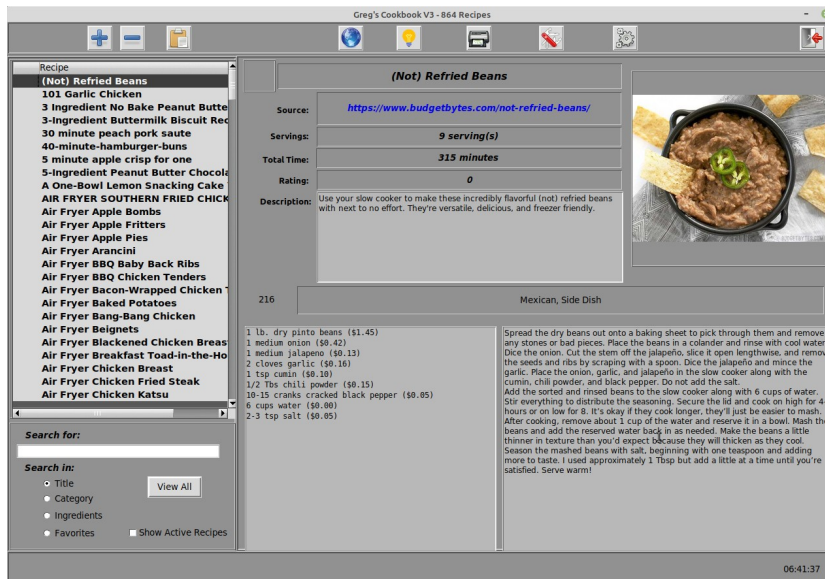 Greg's Cookbook V3 - 864 Recipes
Recipe
(Not) Refried Beans
101 Garlic Chicken
3 Ingredient No Bake Peanut Butte
3-Ingredient Buttermilk Biscuit Rec
30 minute peach pork saute
40-minute-hamburger-buns
5 minute apple crisp for one
5-Ingredient Peanut Butter Chocola
A One-Bowl Lemon Snacking Cake
AIR FRYER SOUTHERN FRIED CHICK
Air Fryer Apple Bombs
Air Fryer Apple Fritters
Air Fryer Apple Pies
Air Fryer Arancini
Air Fryer BBQ Baby Back Ribs
Air Fryer BBQ Chicken Tenders
Air Fryer Bacon-Wrapped Chicken T
Air Fryer Baked Potatoes
Air Fryer Bang-Bang Chicken
Air Fryer Beignets
Air Fryer Blackened Chicken Breas
Air Fryer Breakfast Toad-in-the-Ho
Air Fryer Chicken Breast
Air Fryer Chicken Fried Steak
Air Fryer Chicken Katsu
Search for:
Search in:
Title
Category
Ingredients
Favorites
View All
Show Active Recipes
(Not) Refried Beans
Source: https://www.budgetbytes.com/not-refried-beans/
Servings: 9 serving(s)
Total Time: 315 minutes
Rating: 0
Description: Use your slow cooker to make these incredibly flavorful (not) refried beans
with next to no effort. They're versatile, delicious, and freezer friendly.
216
Mexican, Side Dish
1 lb. dry pinto beans ($1.45)
1 medium onion ($0.42)
1 medium jalapeno ($0.13)
2 cloves garlic ($0.16)
1 tsp cumin ($0.10)
1/2 Tbs chili powder ($0.15)
10-15 cranks cracked black pepper ($0.05)
6 cups water ($0.00)
2-3 tsp salt ($0.05)
Spread the dry beans out onto a baking sheet to pick through them and remove
any stones or bad pieces. Place the beans in a colander and rinse with cool water
Dice the onion. Cut the stem off the jalapeño, slice it open lengthwise, and remov
the seeds and ribs by scraping with a spoon. Dice the jalapeño and mince the
garlic. Place the onion, garlic, and jalapeño in the slow cooker along with the
cumin, chili powder, and black pepper. Do not add the salt.
Add the sorted and rinsed beans to the slow cooker along with 6 cups of water.
Stir everything to distribute the seasoning. Secure the lid and cook on high for 4-
hours or on low for 8. It's okay if they cook longer, they'll just be easier to mash.
After cooking, remove about 1 cup of the water and reserve it in a bowl. Mash the
beans and add the reserved water back in as needed. Make the beans a little
thinner in texture than you'd expect because they will thicken as they cool.
Season the mashed beans with salt, beginning with one teaspoon and adding
more to taste. I used approximately 1 Tbsp but add a little at a time until you're
satisfied. Serve warm!
06:41:37